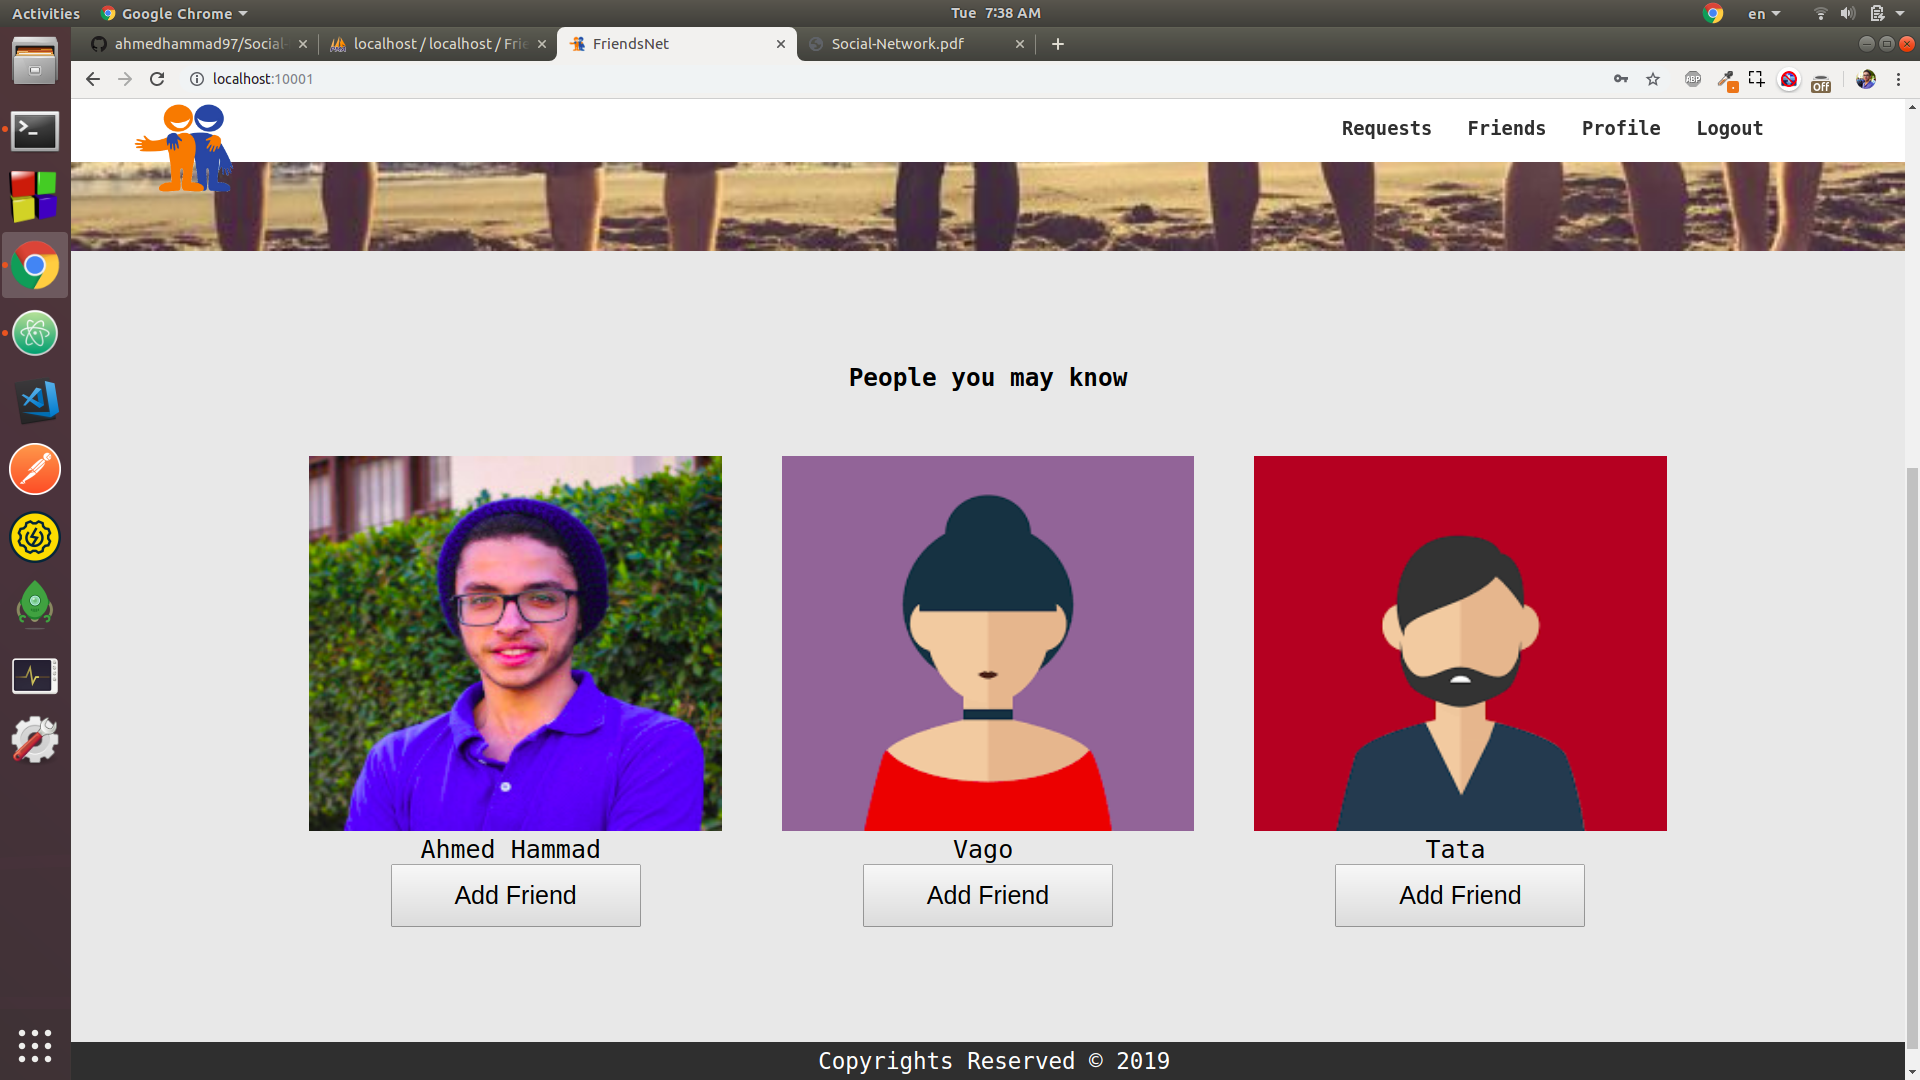 Activities Google Chrome Tue 7:38 AM en
ahmedhammad97/Social- localhost / localhost / Frie FriendsNet Social-Network.pdf
localhost:10001 ABP Off
Requests Friends Profile Logout
People you may know
Ahmed Hammad Vago Tata
Add Friend Add Friend Add Friend
Copyrights Reserved © 2019